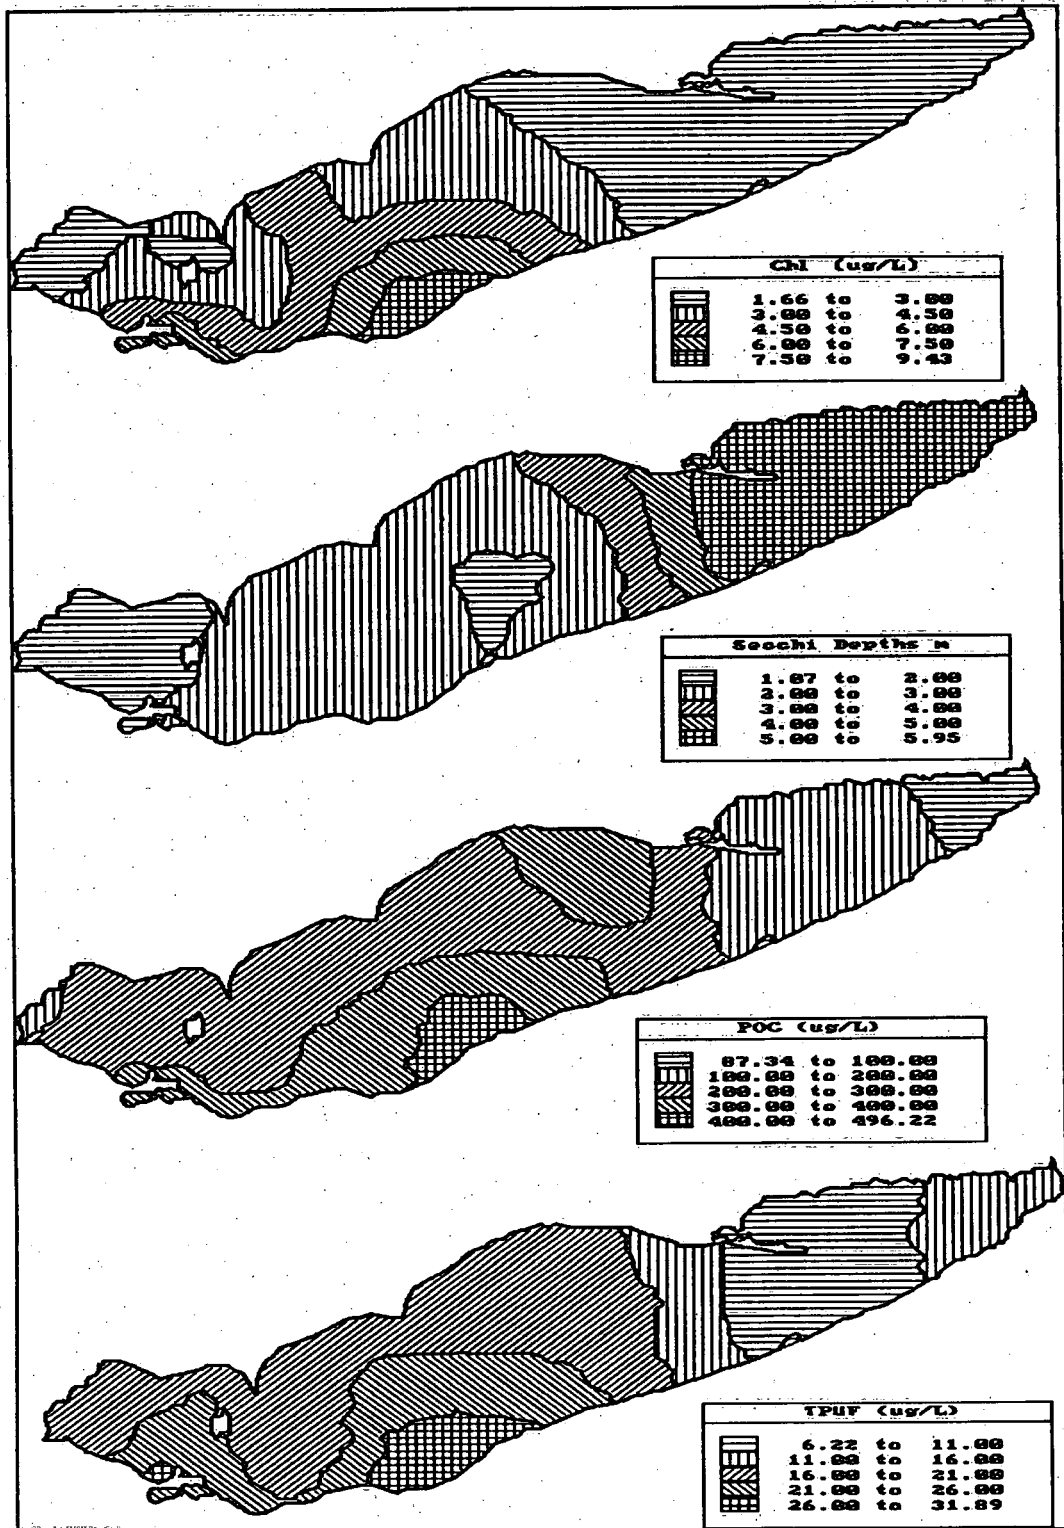 Chl (ug/L)
1.66 to 3.00
3.00 to 4.50
4.50 to 6.00
6.00 to 7.50
7.50 to 9.43
Secchi Depths m
1.07 to 2.00
2.00 to 3.00
3.00 to 4.00
4.00 to 5.00
5.00 to 5.95
POC (ug/L)
87.34 to 100.00
100.00 to 200.00
200.00 to 300.00
300.00 to 400.00
400.00 to 496.22
TPUF (ug/L)
6.22 to 11.00
11.00 to 16.00
16.00 to 21.00
21.00 to 26.00
26.00 to 31.89